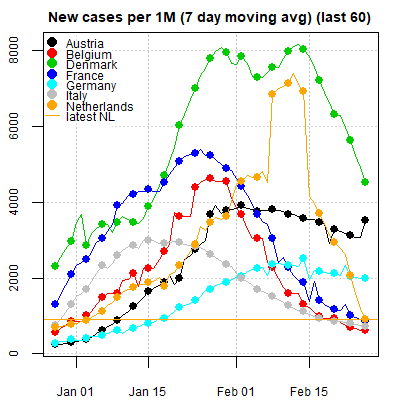 New cases per 1M (7 day moving avg) (last 60)
8000
6000
4000
2000
0
Austria
Belgium
Denmark
France
Germany
Italy
Netherlands
latest NL
Jan 01 Jan 15 Feb 01 Feb 15